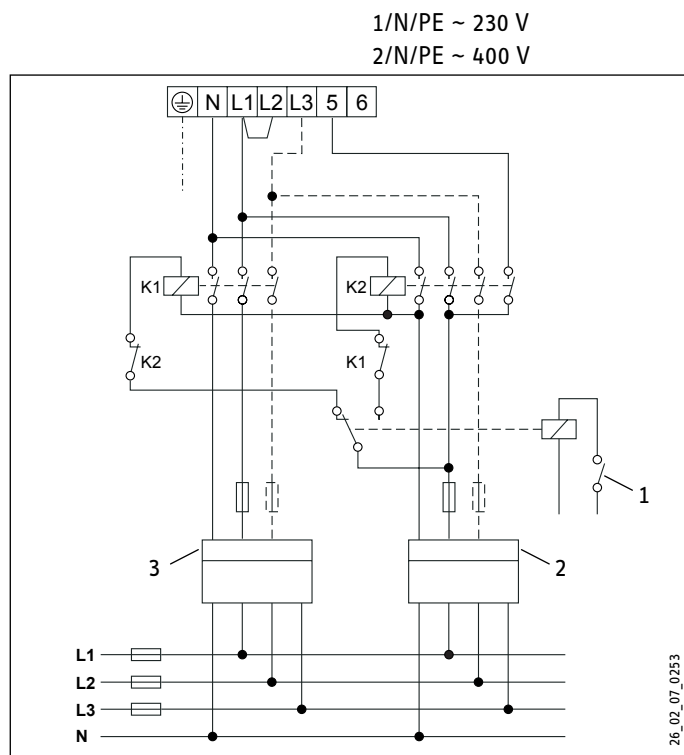 1/N/PE ~ 230 V
2/N/PE ~ 400 V
N L1 L2 L3 5 6
K1 K2
K2 K1
1
3 2
L1
L2
L3
N
26_02_07_0253